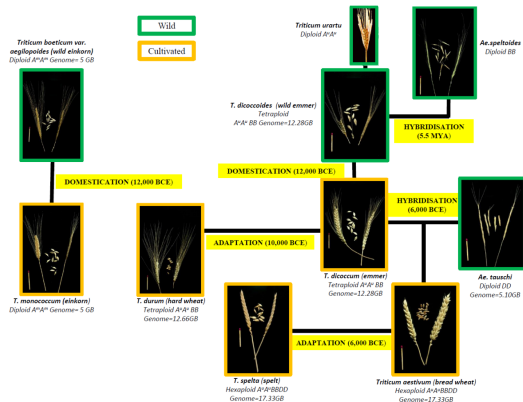 Wild
Cultivated
Triticum boeticum var.
aegilopoides (wild einkorn)
Diploid AᵐAᵐ Genome= 5 GB
Triticum urartu
Diploid AᵘAᵘ
Ae.speltoides
Diploid BB
T. dicoccoides (wild emmer)
Tetraploid
AᵘAᵘ BB Genome=12.28GB
HYBRIDISATION
(5.5 MYA)
DOMESTICATION (12,000 BCE)
DOMESTICATION (12,000 BCE)
HYBRIDISATION
(6,000 BCE)
ADAPTATION (10,000 BCE)
T. monococcum (einkorn)
Diploid AᵐAᵐ Genome= 5 GB
T. durum (hard wheat)
Tetraploid AᵘAᵘ BB
Genome=12.66GB
T. dicoccum (emmer)
Tetraploid AᵘAᵘ BB
Genome=12.28GB
Ae. tauschi
Diploid DD
Genome=5.10GB
ADAPTATION (6,000 BCE)
T. spelta (spelt)
Hexaploid AᵘAᵘBBDD
Genome=17.33GB
Triticum aestivum (bread wheat)
Hexaploid AᵘAᵘBBDD
Genome=17.33GB